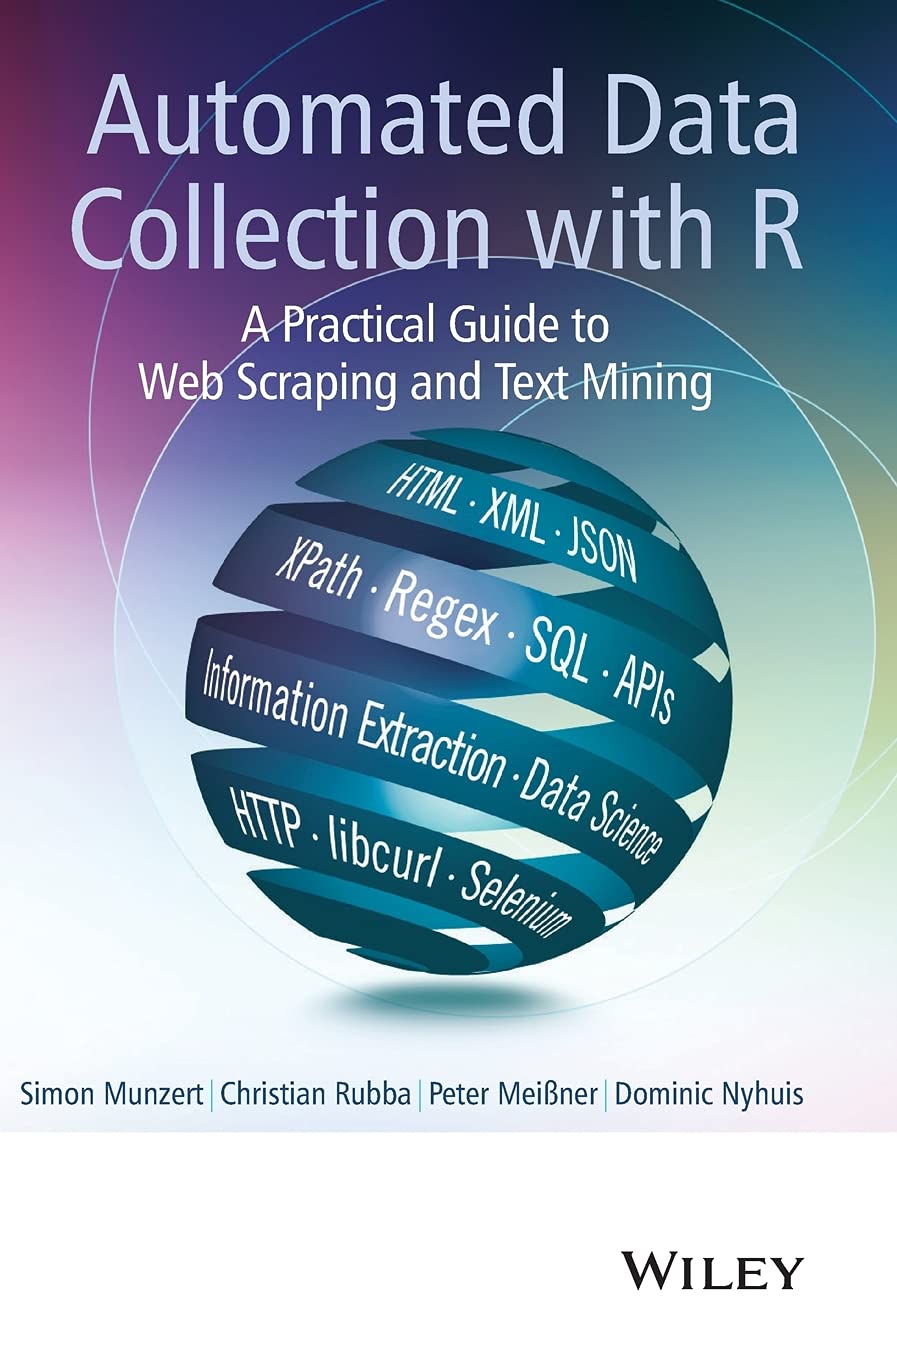 Automated Data
Collection with R
A Practical Guide to
Web Scraping and Text Mining
HTML · XML · JSON
XPath · Regex · SQL · APIs
Information Extraction · Data Science
HTTP · libcurl · Selenium
Simon Munzert | Christian Rubba | Peter Meißner | Dominic Nyhuis
WILEY